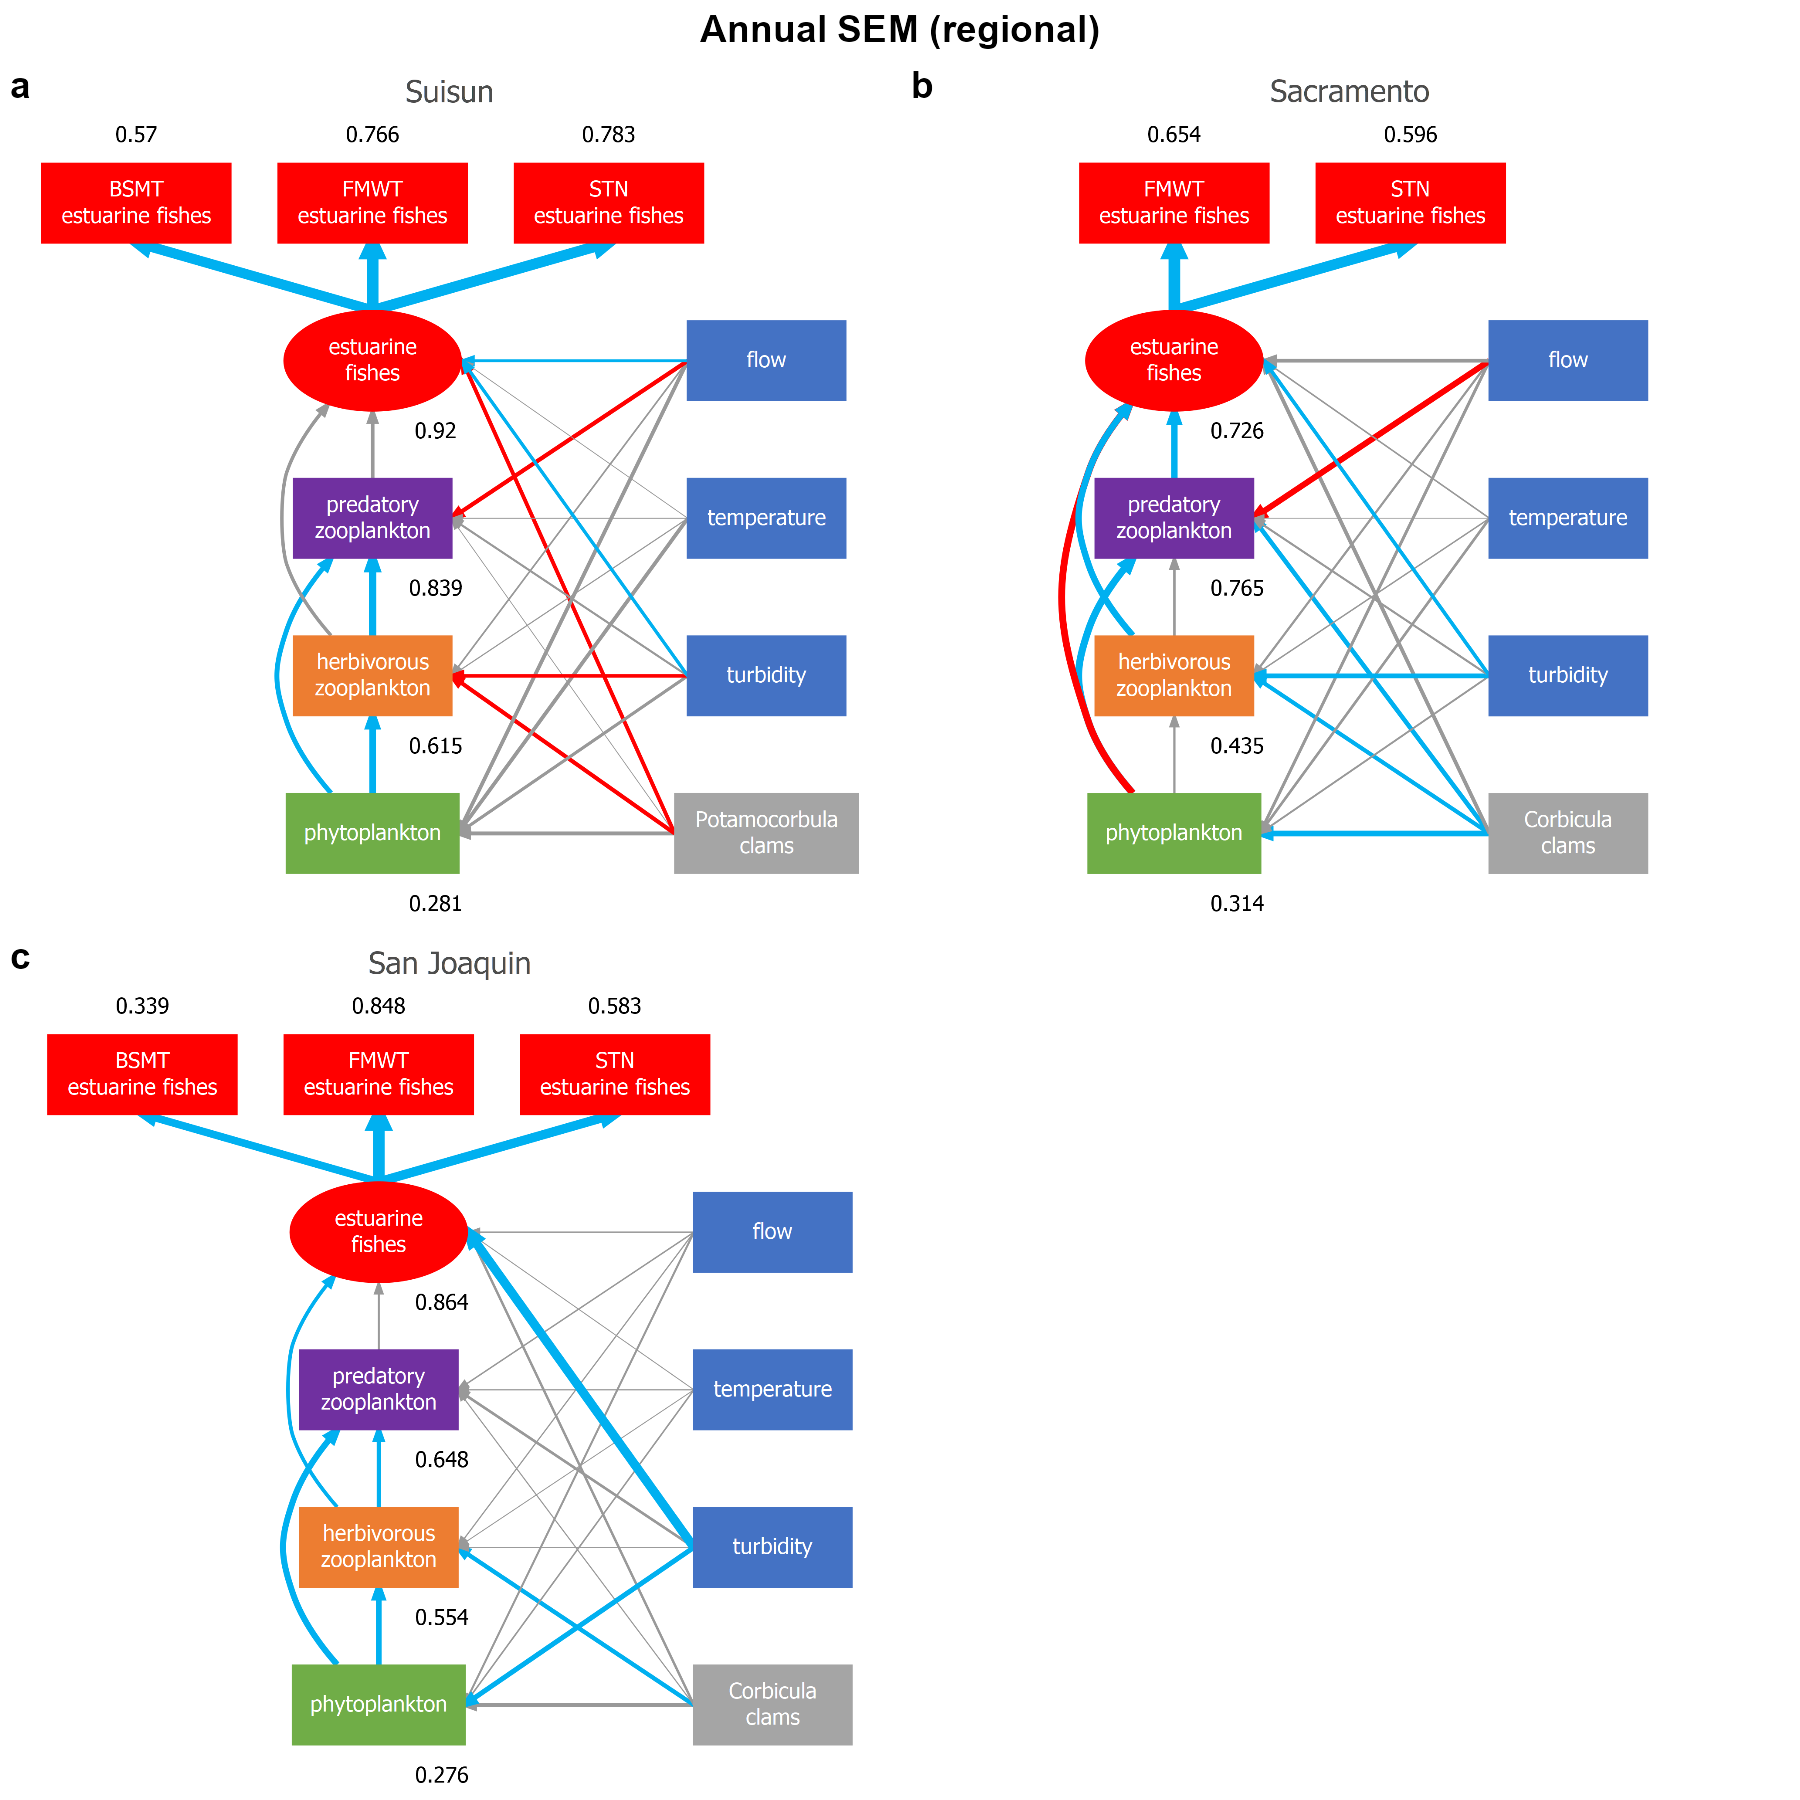 Annual SEM (regional)
a
Suisun
0.57
0.766
0.783
BSMT
estuarine fishes
FMWT
estuarine fishes
STN
estuarine fishes
estuarine
fishes
flow
0.92
predatory
zooplankton
temperature
0.839
herbivorous
zooplankton
turbidity
0.615
phytoplankton
Potamocorbula
clams
0.281
b
Sacramento
0.654
0.596
FMWT
estuarine fishes
STN
estuarine fishes
estuarine
fishes
flow
0.726
predatory
zooplankton
temperature
0.765
herbivorous
zooplankton
turbidity
0.435
phytoplankton
Corbicula
clams
0.314
c
San Joaquin
0.339
0.848
0.583
BSMT
estuarine fishes
FMWT
estuarine fishes
STN
estuarine fishes
estuarine
fishes
flow
0.864
predatory
zooplankton
temperature
0.648
herbivorous
zooplankton
turbidity
0.554
phytoplankton
Corbicula
clams
0.276